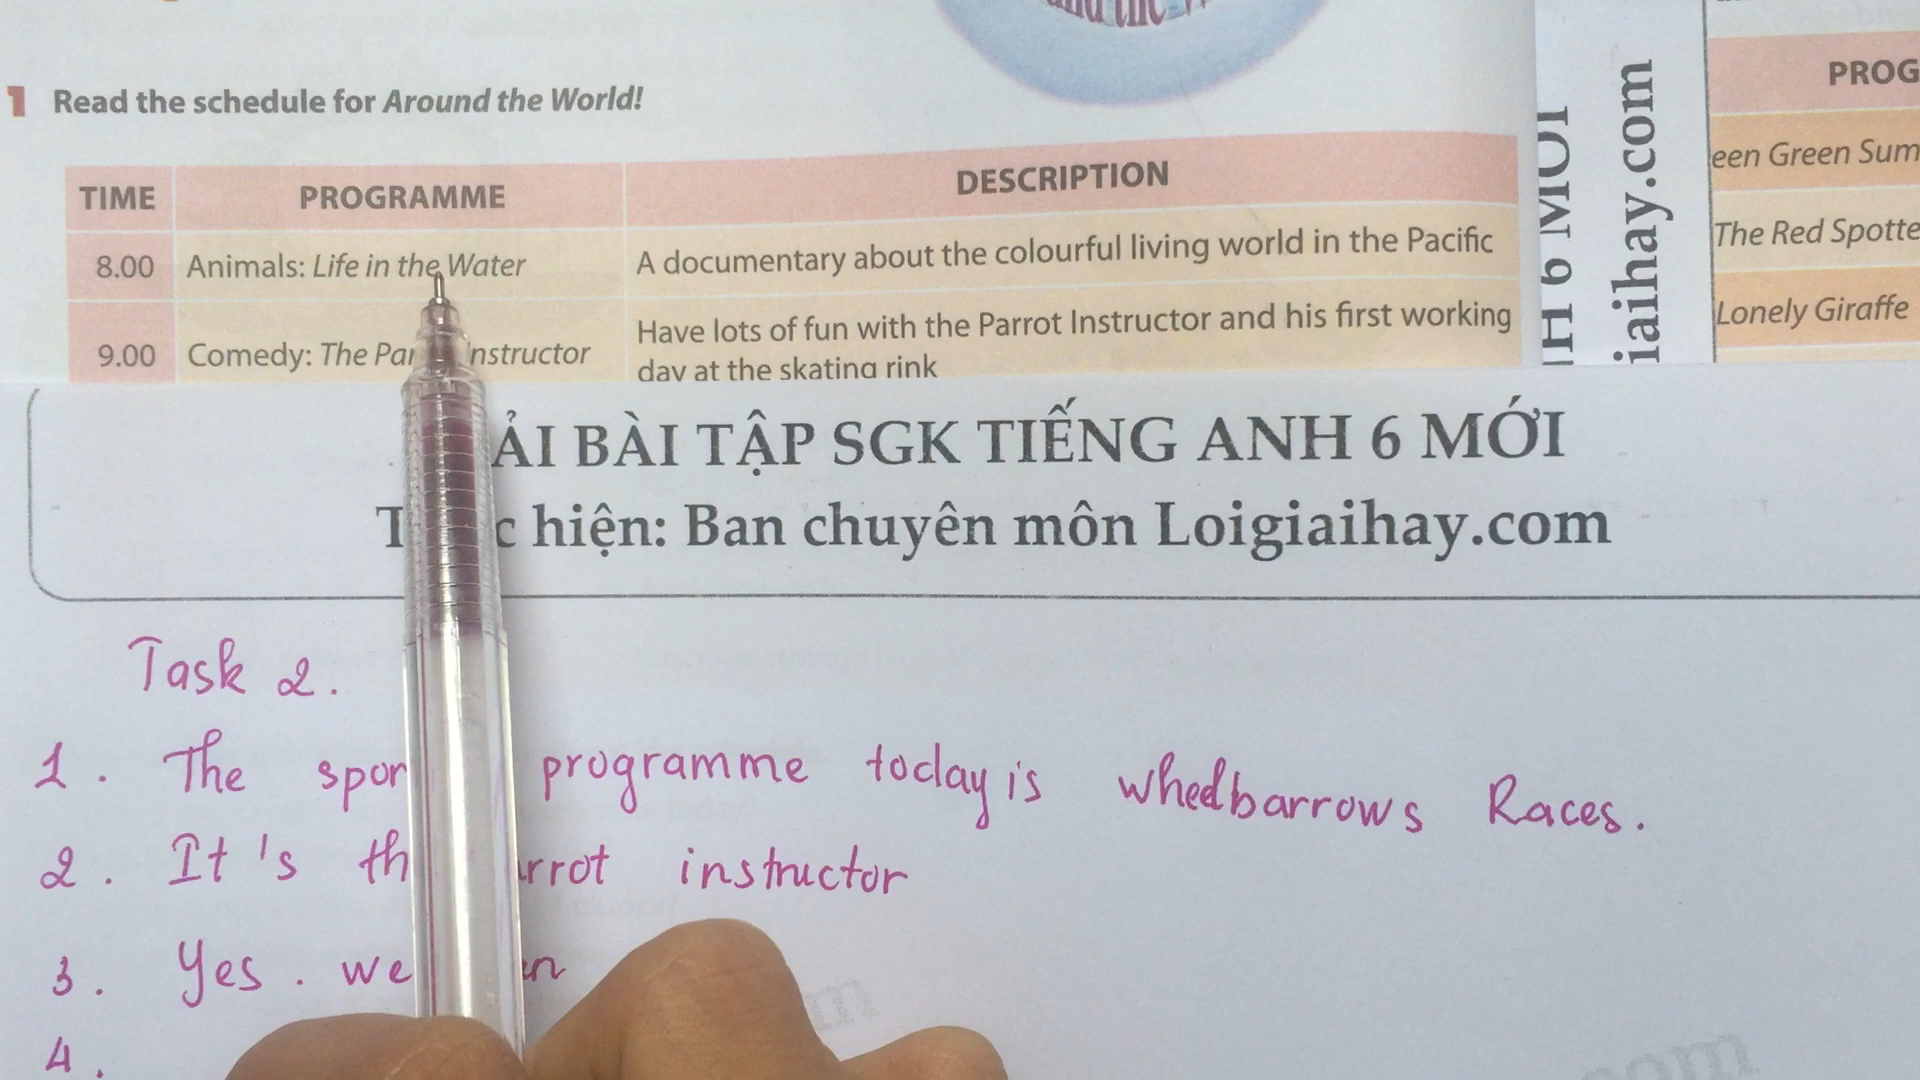 1 Read the schedule for Around the World!
TIME PROGRAMME DESCRIPTION
8.00 Animals: Life in the Water A documentary about the colourful living world in the Pacific
9.00 Comedy: The Par nstructor Have lots of fun with the Parrot Instructor and his first working
day at the skating rink
H 6 MỚI
iaihay.com
PROG
een Green Sum
The Red Spotte
Lonely Giraffe
ẢI BÀI TẬP SGK TIẾNG ANH 6 MỚI
T c hiện: Ban chuyên môn Loigiaihay.com
Task 2.
1. The spor programme today is wheelbarrows Races.
2. It's th rrot instructor
3. Yes. we n
4.